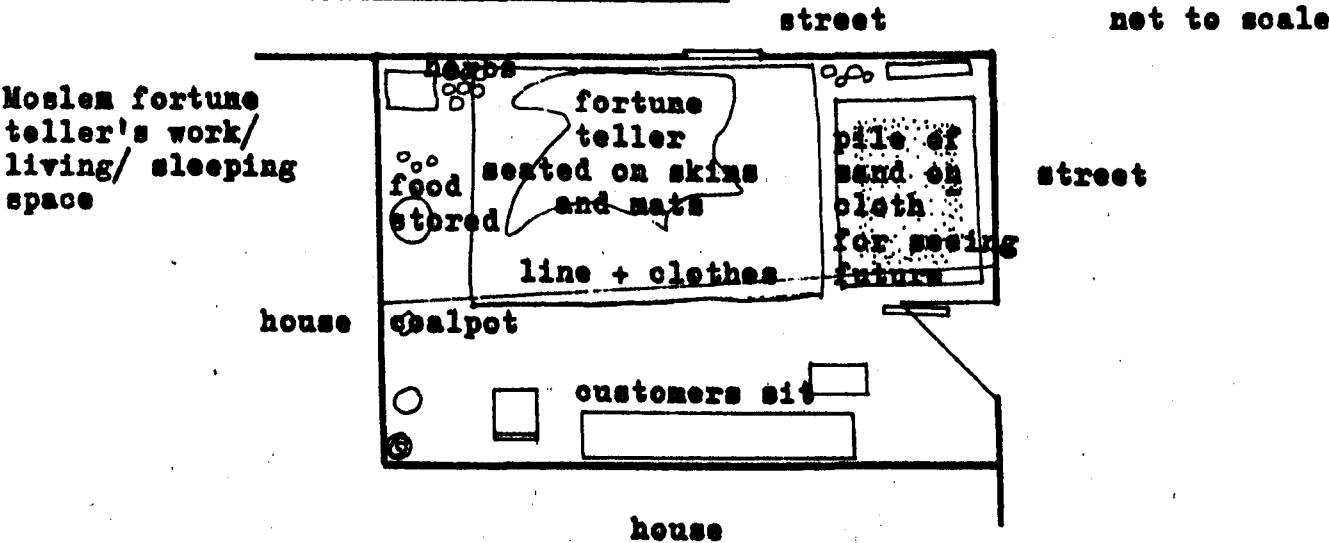 street
not to scale
herbs
Moslem fortune
teller's work/
living/ sleeping
space
fortune
teller
seated on skins
and mats
pile of
sand on
cloth
for seeing
future
street
food
stored
line + clothes
house
coalpot
customers sit
house